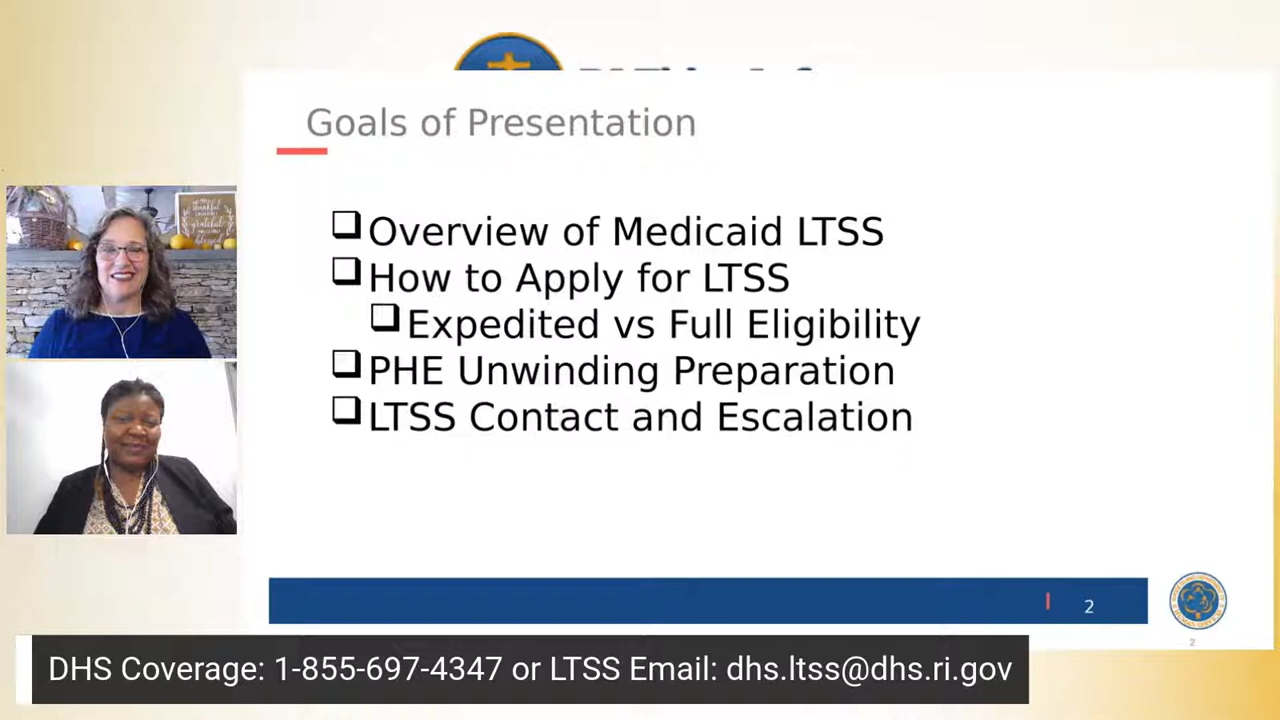 Goals of Presentation
Overview of Medicaid LTSS
How to Apply for LTSS
Expedited vs Full Eligibility
PHE Unwinding Preparation
LTSS Contact and Escalation
2
2
DHS Coverage: 1-855-697-4347 or LTSS Email: dhs.ltss@dhs.ri.gov